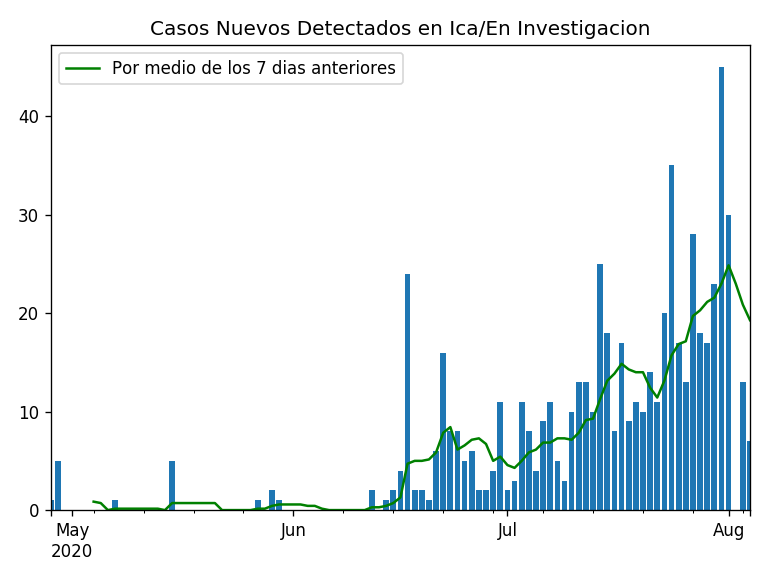 Casos Nuevos Detectados en Ica/En Investigacion
Por medio de los 7 dias anteriores
40
30
20
10
0
May Jun Jul Aug
2020